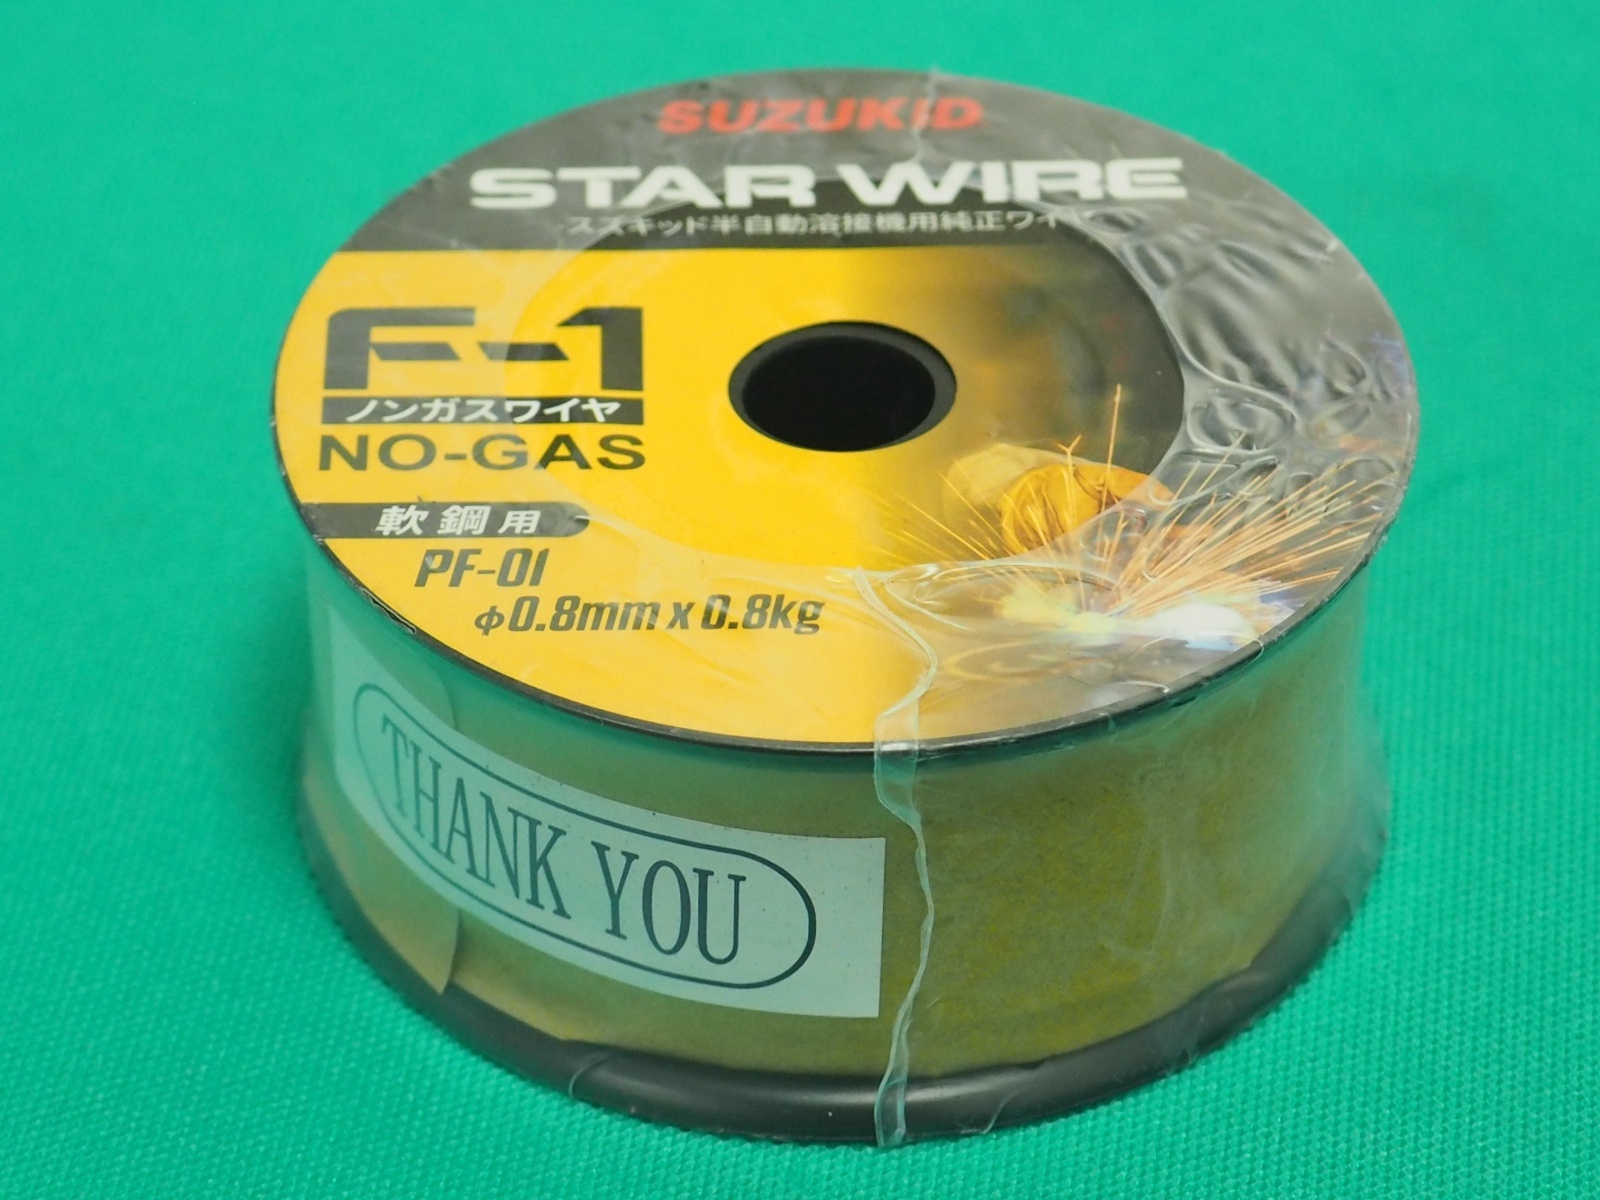 SUZUKID
STAR WIRE
スズキッド半自動溶接機用純正ワイヤ
F-1
ノンガスワイヤ
NO-GAS
軟鋼用
PF-01
φ0.8mm x 0.8kg
THANK YOU